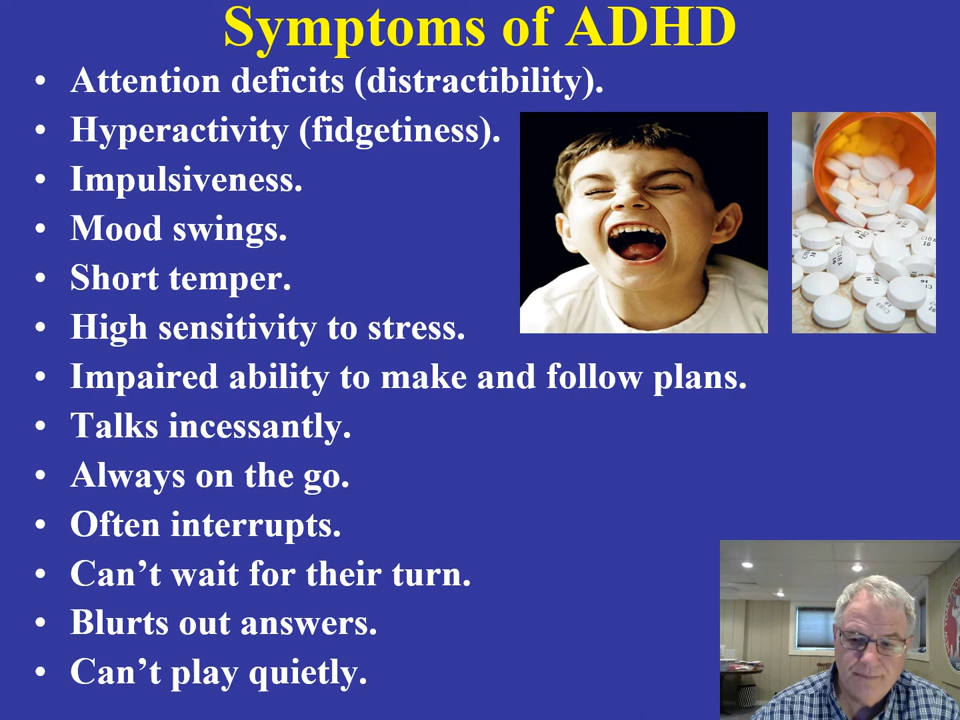 Symptoms of ADHD
• Attention deficits (distractibility).
• Hyperactivity (fidgetiness).
• Impulsiveness.
• Mood swings.
• Short temper.
• High sensitivity to stress.
• Impaired ability to make and follow plans.
• Talks incessantly.
• Always on the go.
• Often interrupts.
• Can’t wait for their turn.
• Blurts out answers.
• Can’t play quietly.
CIBA
16